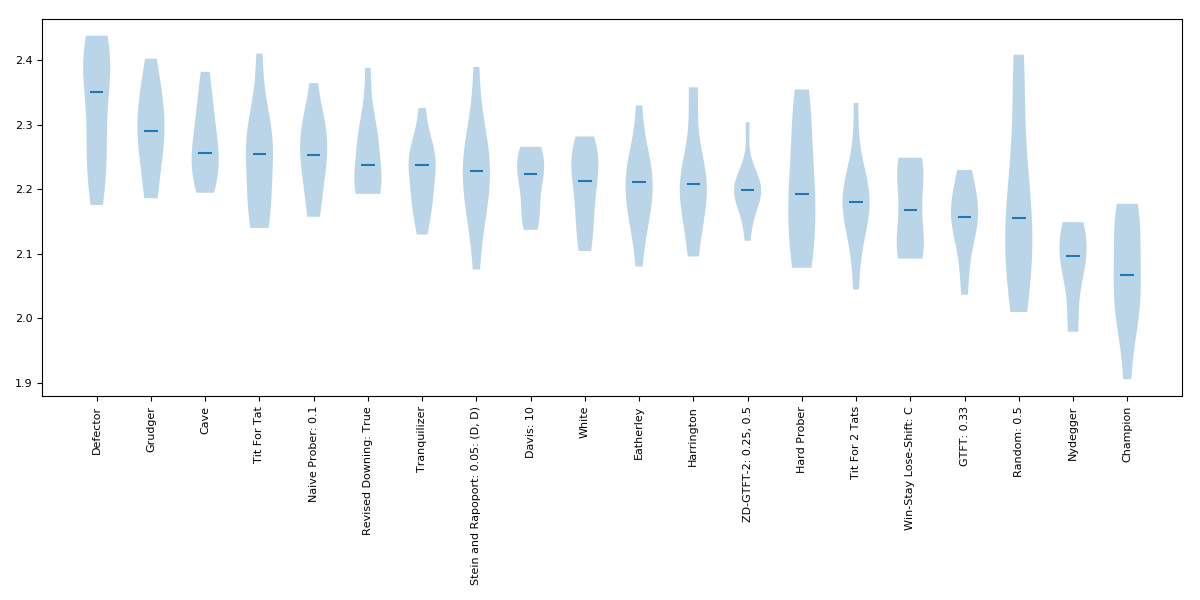 2.4
2.3
2.2
2.1
2.0
1.9
Defector
Grudger
Cave
Tit For Tat
Naive Prober: 0.1
Revised Downing: True
Tranquilizer
Stein and Rapoport: 0.05: (D, D)
Davis: 10
White
Eatherley
Harrington
ZD-GTFT-2: 0.25, 0.5
Hard Prober
Tit For 2 Tats
Win-Stay Lose-Shift: C
GTFT: 0.33
Random: 0.5
Nydegger
Champion